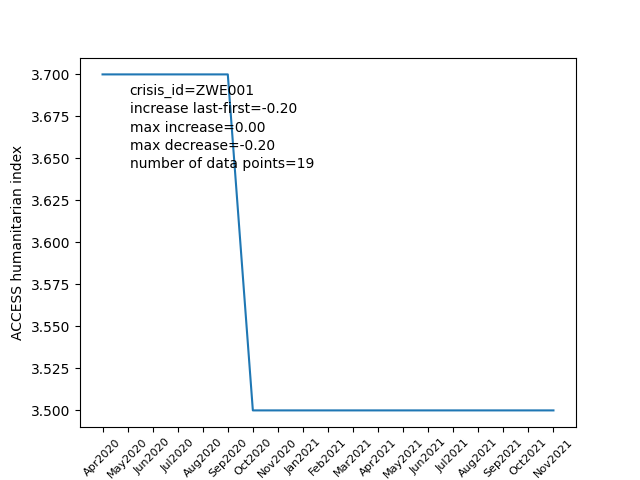 3.700
3.675
3.650
3.625
3.600
3.575
3.550
3.525
3.500
ACCESS humanitarian index
crisis_id=ZWE001
increase last-first=-0.20
max increase=0.00
max decrease=-0.20
number of data points=19
Apr2020
May2020
Jun2020
Jul2020
Aug2020
Sep2020
Oct2020
Nov2020
Jan2021
Feb2021
Mar2021
Apr2021
May2021
Jun2021
Jul2021
Aug2021
Sep2021
Oct2021
Nov2021